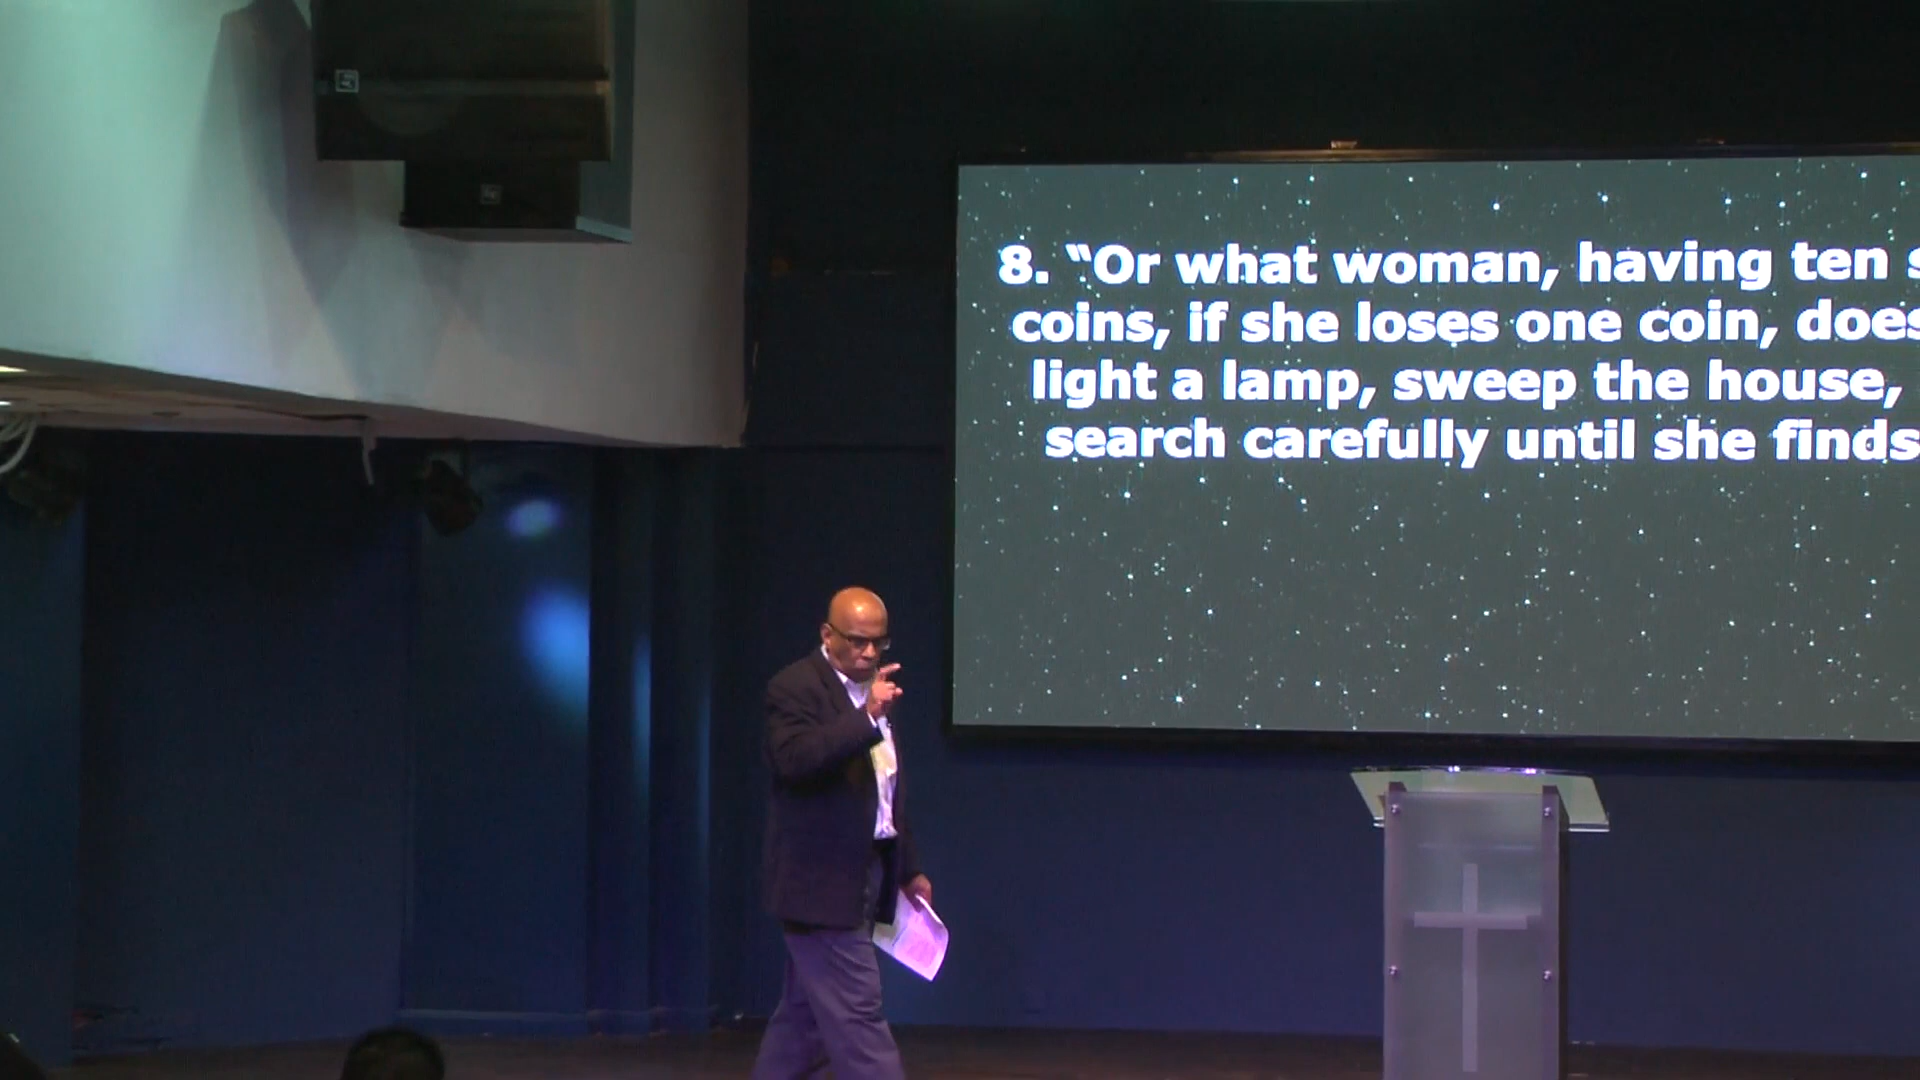 8. “Or what woman, having ten s
coins, if she loses one coin, does
light a lamp, sweep the house,
search carefully until she finds